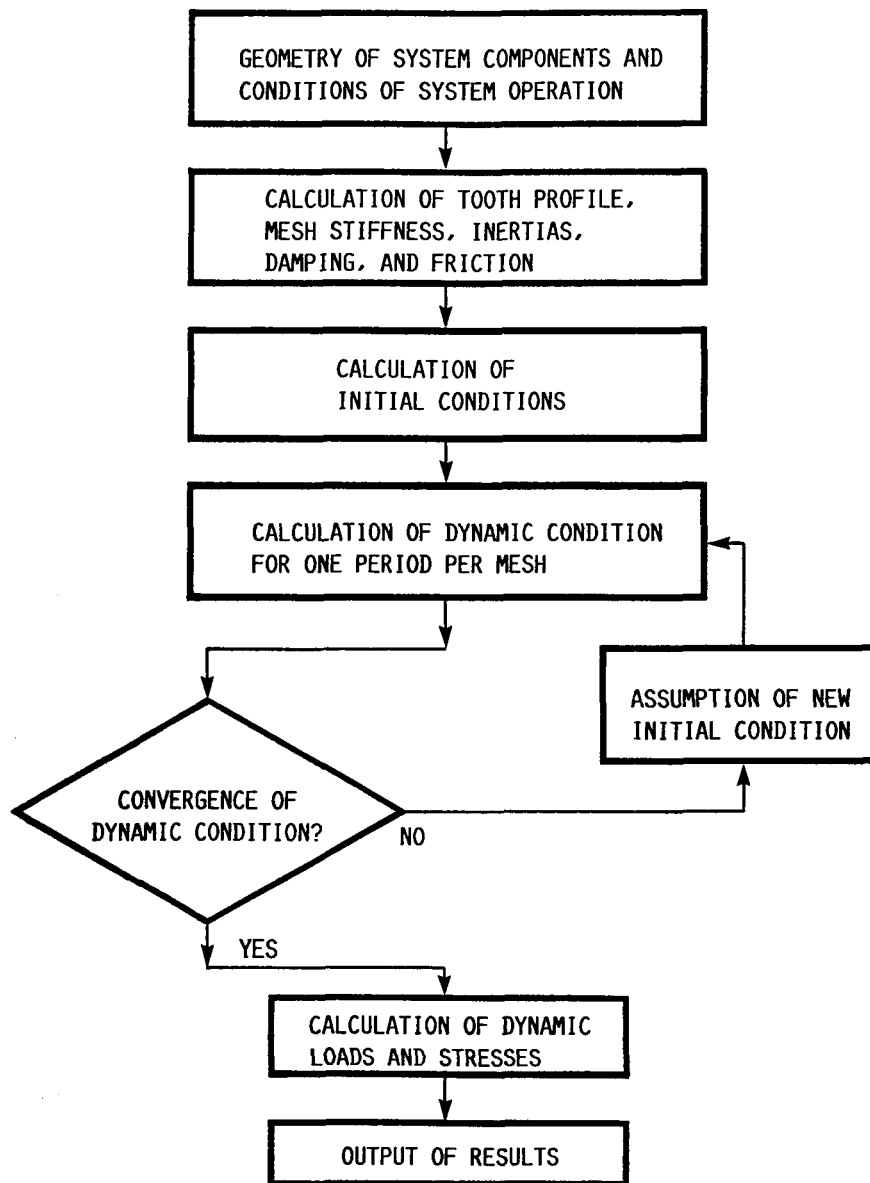 GEOMETRY OF SYSTEM COMPONENTS AND
CONDITIONS OF SYSTEM OPERATION
CALCULATION OF TOOTH PROFILE,
MESH STIFFNESS, INERTIAS,
DAMPING, AND FRICTION
CALCULATION OF
INITIAL CONDITIONS
CALCULATION OF DYNAMIC CONDITION
FOR ONE PERIOD PER MESH
ASSUMPTION OF NEW
INITIAL CONDITION
CONVERGENCE OF
DYNAMIC CONDITION?
NO
YES
CALCULATION OF DYNAMIC
LOADS AND STRESSES
OUTPUT OF RESULTS